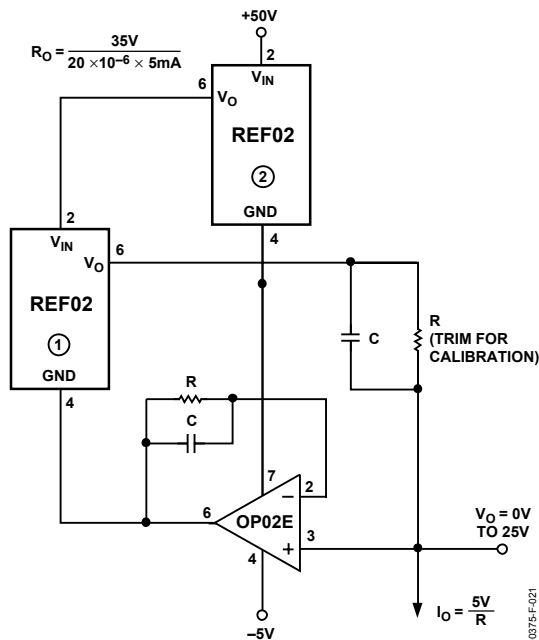 +50V
R_O = 35V / 20 ×10^–6 × 5mA
2
V_IN
6
V_O
REF02
2
GND
4
2
V_IN
6
V_O
REF02
1
GND
4
C
R
(TRIM FOR
CALIBRATION)
R
C
7
2
–
6
OP02E
+
3
4
V_O = 0V
TO 25V
–5V
I_O = 5V / R
0375-F-021